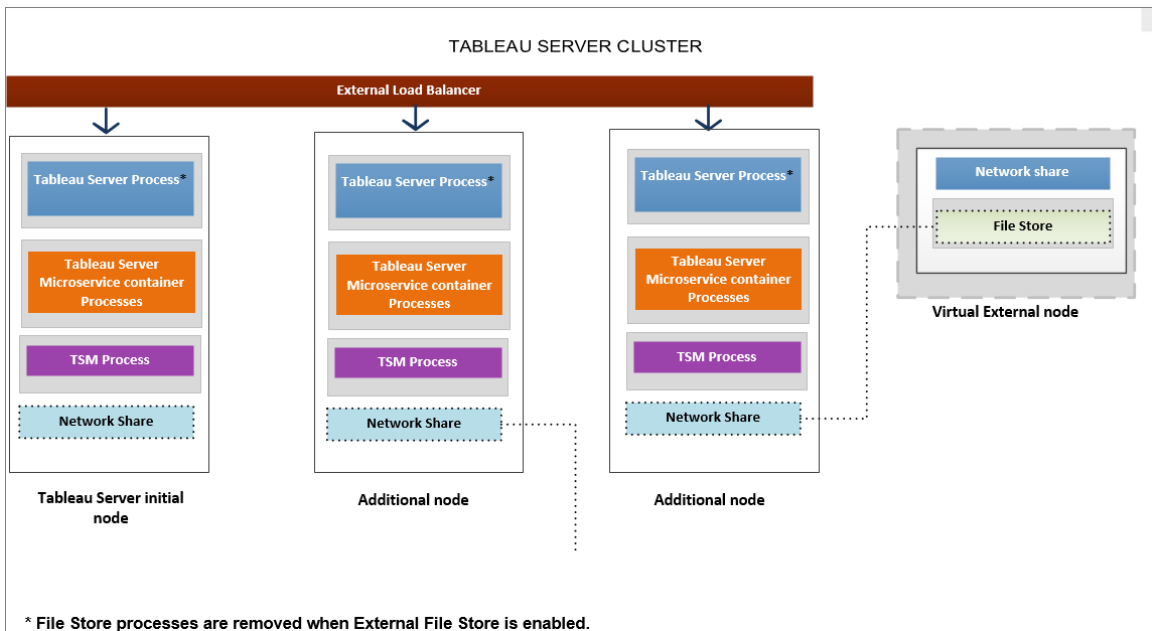 TABLEAU SERVER CLUSTER
External Load Balancer
Tableau Server Process*
Tableau Server
Microservice container
Processes
TSM Process
Network Share
Tableau Server initial
node
Tableau Server Process*
Tableau Server
Microservice container
Processes
TSM Process
Network Share
Additional node
Tableau Server Process*
Tableau Server
Microservice container
Processes
TSM Process
Network Share
Additional node
Network share
File Store
Virtual External node
* File Store processes are removed when External File Store is enabled.